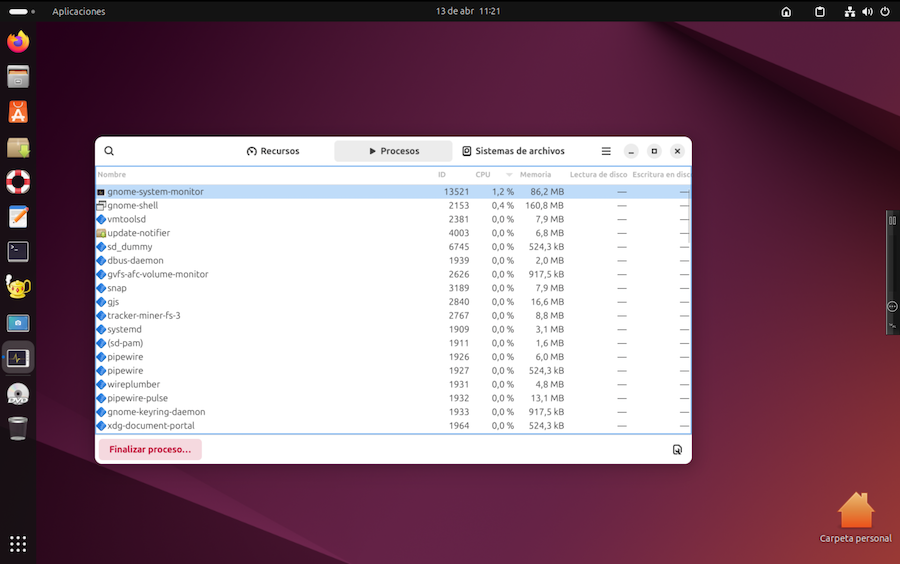 Aplicaciones
13 de abr 11:21
Recursos
Procesos
Sistemas de archivos
Nombre ID CPU Memoria Lectura de disco Escritura en disco
gnome-system-monitor 13521 1,2 % 86,2 MB — —
gnome-shell 2153 0,4 % 160,8 MB — —
vmtoolsd 2381 0,0 % 7,9 MB — —
update-notifier 4003 0,0 % 6,8 MB — —
sd_dummy 6745 0,0 % 524,3 kB — —
dbus-daemon 1939 0,0 % 2,0 MB — —
gvfs-afc-volume-monitor 2626 0,0 % 917,5 kB — —
snap 3189 0,0 % 7,9 MB — —
gjs 2840 0,0 % 16,6 MB — —
tracker-miner-fs-3 2767 0,0 % 8,8 MB — —
systemd 1909 0,0 % 3,1 MB — —
(sd-pam) 1911 0,0 % 1,6 MB — —
pipewire 1926 0,0 % 6,0 MB — —
pipewire 1927 0,0 % 524,3 kB — —
wireplumber 1931 0,0 % 4,8 MB — —
pipewire-pulse 1932 0,0 % 13,1 MB — —
gnome-keyring-daemon 1933 0,0 % 917,5 kB — —
xdg-document-portal 1964 0,0 % 524,3 kB — —
Finalizar proceso...
DVD
Carpeta personal